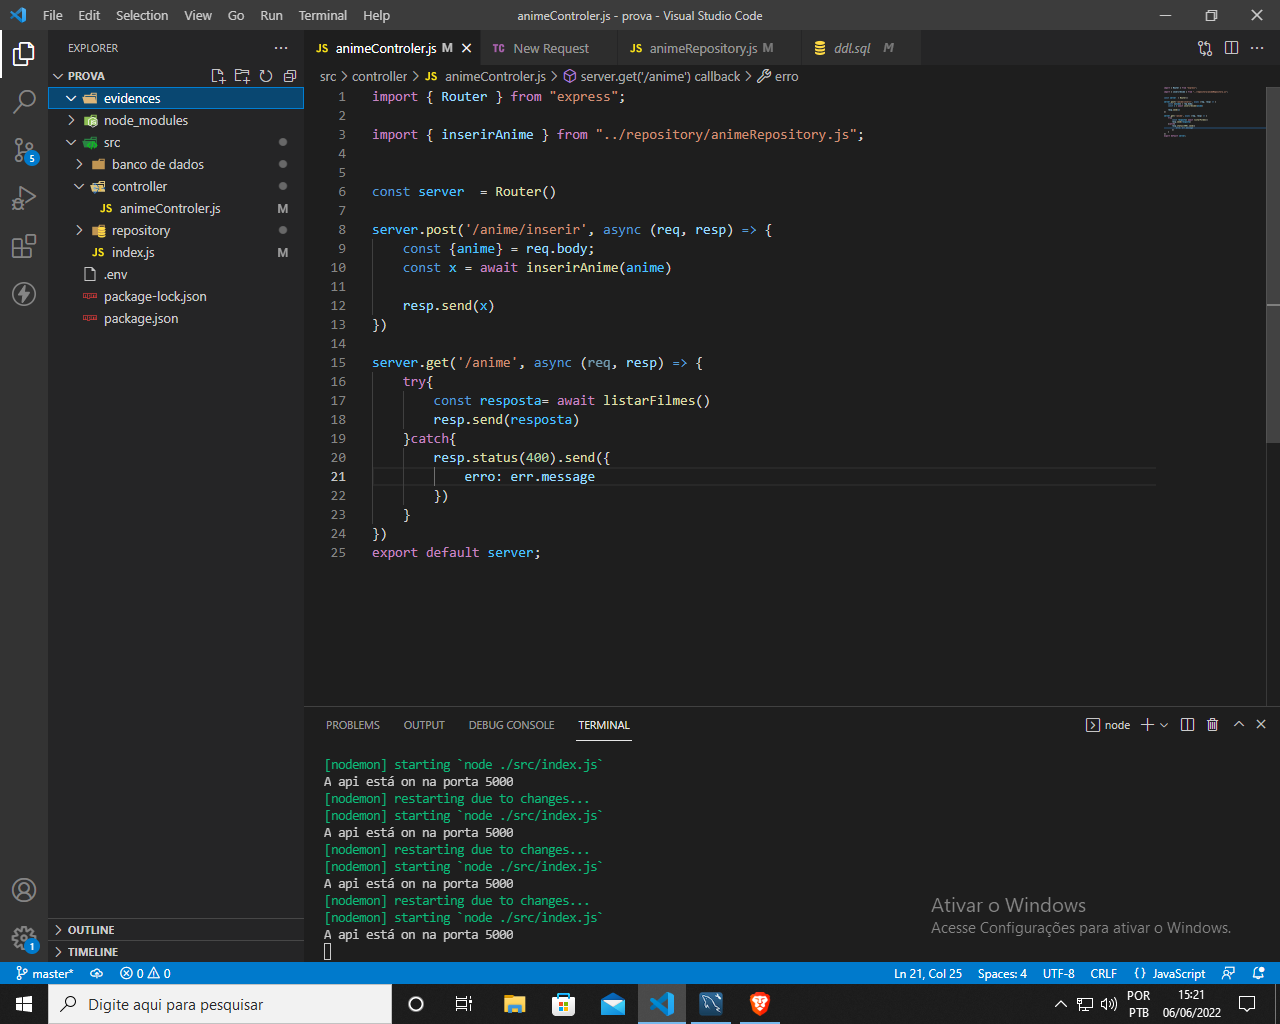 File Edit Selection View Go Run Terminal Help
animeControler.js - prova - Visual Studio Code
EXPLORER
PROVA
evidences
node_modules
src
banco de dados
controller
JS animeControler.js M
repository
JS index.js M
.env
package-lock.json
package.json
OUTLINE
TIMELINE
5
1
JS animeControler.js M
TC New Request
JS animeRepository.js M
ddl.sql M
src > controller > JS animeControler.js > server.get('/anime') callback > erro
1 import { Router } from "express";
2
3 import { inserirAnime } from "../repository/animeRepository.js";
4
5
6 const server  = Router()
7
8 server.post('/anime/inserir', async (req, resp) => {
9     const {anime} = req.body;
10     const x = await inserirAnime(anime)
11
12     resp.send(x)
13 })
14
15 server.get('/anime', async (req, resp) => {
16     try{
17         const resposta= await listarFilmes()
18         resp.send(resposta)
19     }catch{
20         resp.status(400).send({
21             erro: err.message
22         })
23     }
24 })
25 export default server;
PROBLEMS OUTPUT DEBUG CONSOLE TERMINAL
node
[nodemon] starting `node ./src/index.js`
A api está on na porta 5000
[nodemon] restarting due to changes...
[nodemon] starting `node ./src/index.js`
A api está on na porta 5000
[nodemon] restarting due to changes...
[nodemon] starting `node ./src/index.js`
A api está on na porta 5000
[nodemon] restarting due to changes...
[nodemon] starting `node ./src/index.js`
A api está on na porta 5000
Ativar o Windows
Acesse Configurações para ativar o Windows.
master* 0 0
Ln 21, Col 25 Spaces: 4 UTF-8 CRLF {} JavaScript
Digite aqui para pesquisar
POR
PTB
15:21
06/06/2022